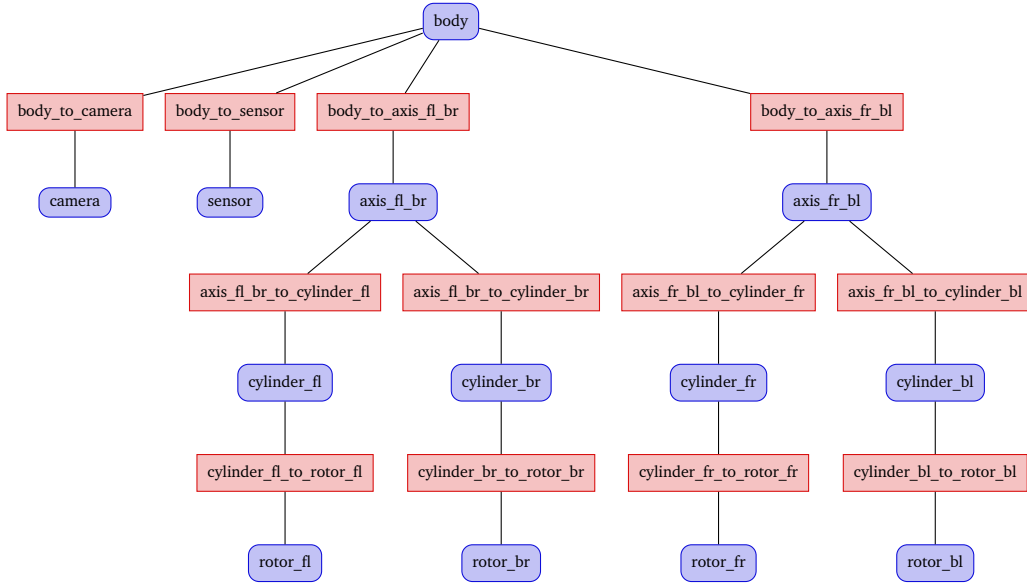 body
body_to_camera
body_to_sensor
body_to_axis_fl_br
body_to_axis_fr_bl
camera
sensor
axis_fl_br
axis_fr_bl
axis_fl_br_to_cylinder_fl
axis_fl_br_to_cylinder_br
axis_fr_bl_to_cylinder_fr
axis_fr_bl_to_cylinder_bl
cylinder_fl
cylinder_br
cylinder_fr
cylinder_bl
cylinder_fl_to_rotor_fl
cylinder_br_to_rotor_br
cylinder_fr_to_rotor_fr
cylinder_bl_to_rotor_bl
rotor_fl
rotor_br
rotor_fr
rotor_bl